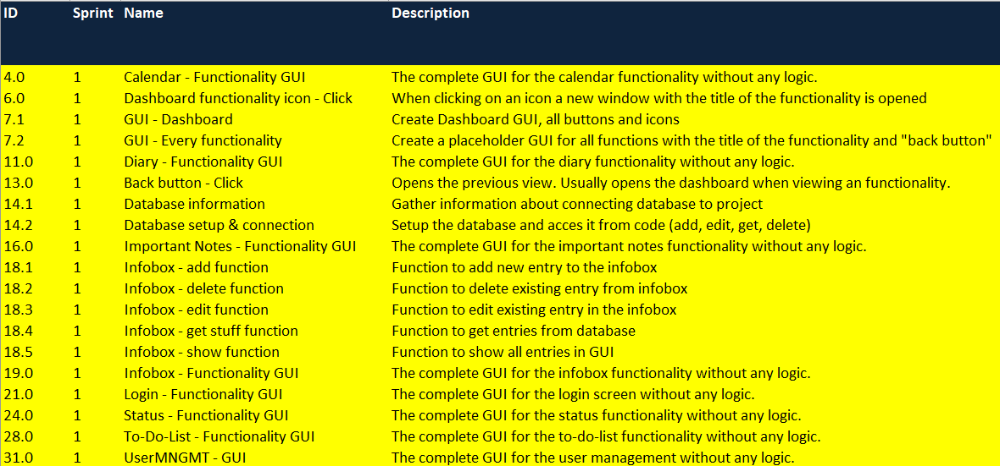 ID Sprint Name Description
4.0 1 Calendar - Functionality GUI The complete GUI for the calendar functionality without any logic.
6.0 1 Dashboard functionality icon - Click When clicking on an icon a new window with the title of the functionality is opened
7.1 1 GUI - Dashboard Create Dashboard GUI, all buttons and icons
7.2 1 GUI - Every functionality Create a placeholder GUI for all functions with the title of the functionality and "back button"
11.0 1 Diary - Functionality GUI The complete GUI for the diary functionality without any logic.
13.0 1 Back button - Click Opens the previous view. Usually opens the dashboard when viewing an functionality.
14.1 1 Database information Gather information about connecting database to project
14.2 1 Database setup & connection Setup the database and acces it from code (add, edit, get, delete)
16.0 1 Important Notes - Functionality GUI The complete GUI for the important notes functionality without any logic.
18.1 1 Infobox - add function Function to add new entry to the infobox
18.2 1 Infobox - delete function Function to delete existing entry from infobox
18.3 1 Infobox - edit function Function to edit existing entry in the infobox
18.4 1 Infobox - get stuff function Function to get entries from database
18.5 1 Infobox - show function Function to show all entries in GUI
19.0 1 Infobox - Functionality GUI The complete GUI for the infobox functionality without any logic.
21.0 1 Login - Functionality GUI The complete GUI for the login screen without any logic.
24.0 1 Status - Functionality GUI The complete GUI for the status functionality without any logic.
28.0 1 To-Do-List - Functionality GUI The complete GUI for the to-do-list functionality without any logic.
31.0 1 UserMNGMT - GUI The complete GUI for the user management without any logic.